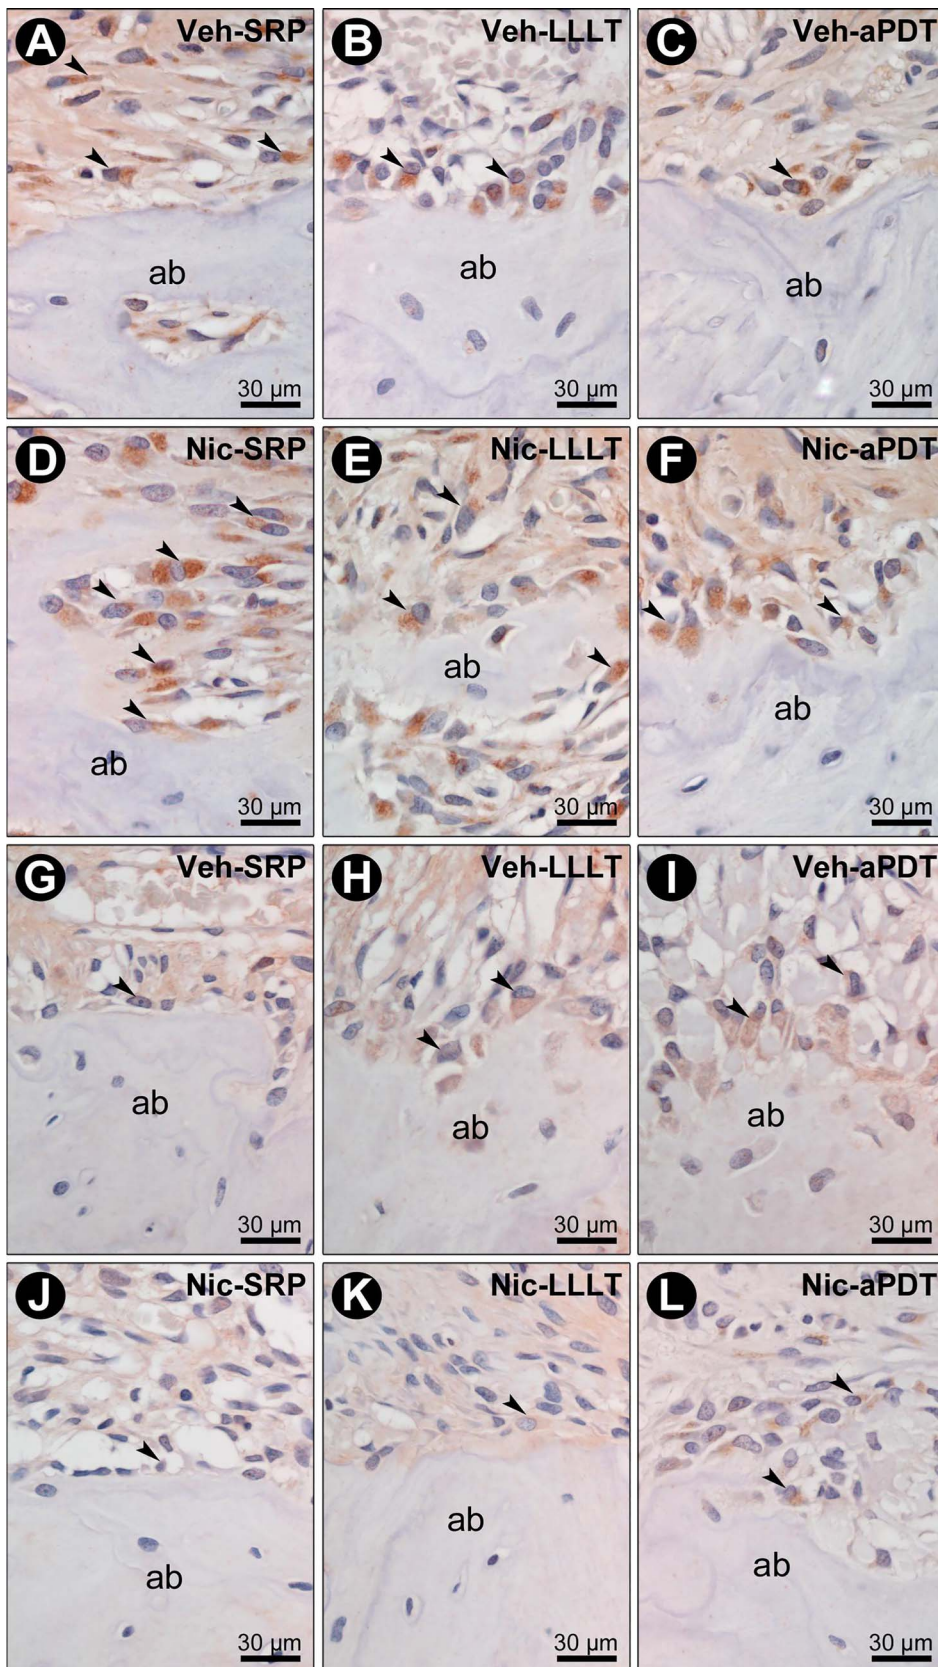 A Veh-SRP
ab
30 µm
B Veh-LLLT
ab
30 µm
C Veh-aPDT
ab
30 µm
D Nic-SRP
ab
30 µm
E Nic-LLLT
ab
30 µm
F Nic-aPDT
ab
30 µm
G Veh-SRP
ab
30 µm
H Veh-LLLT
ab
30 µm
I Veh-aPDT
ab
30 µm
J Nic-SRP
ab
30 µm
K Nic-LLLT
ab
30 µm
L Nic-aPDT
ab
30 µm